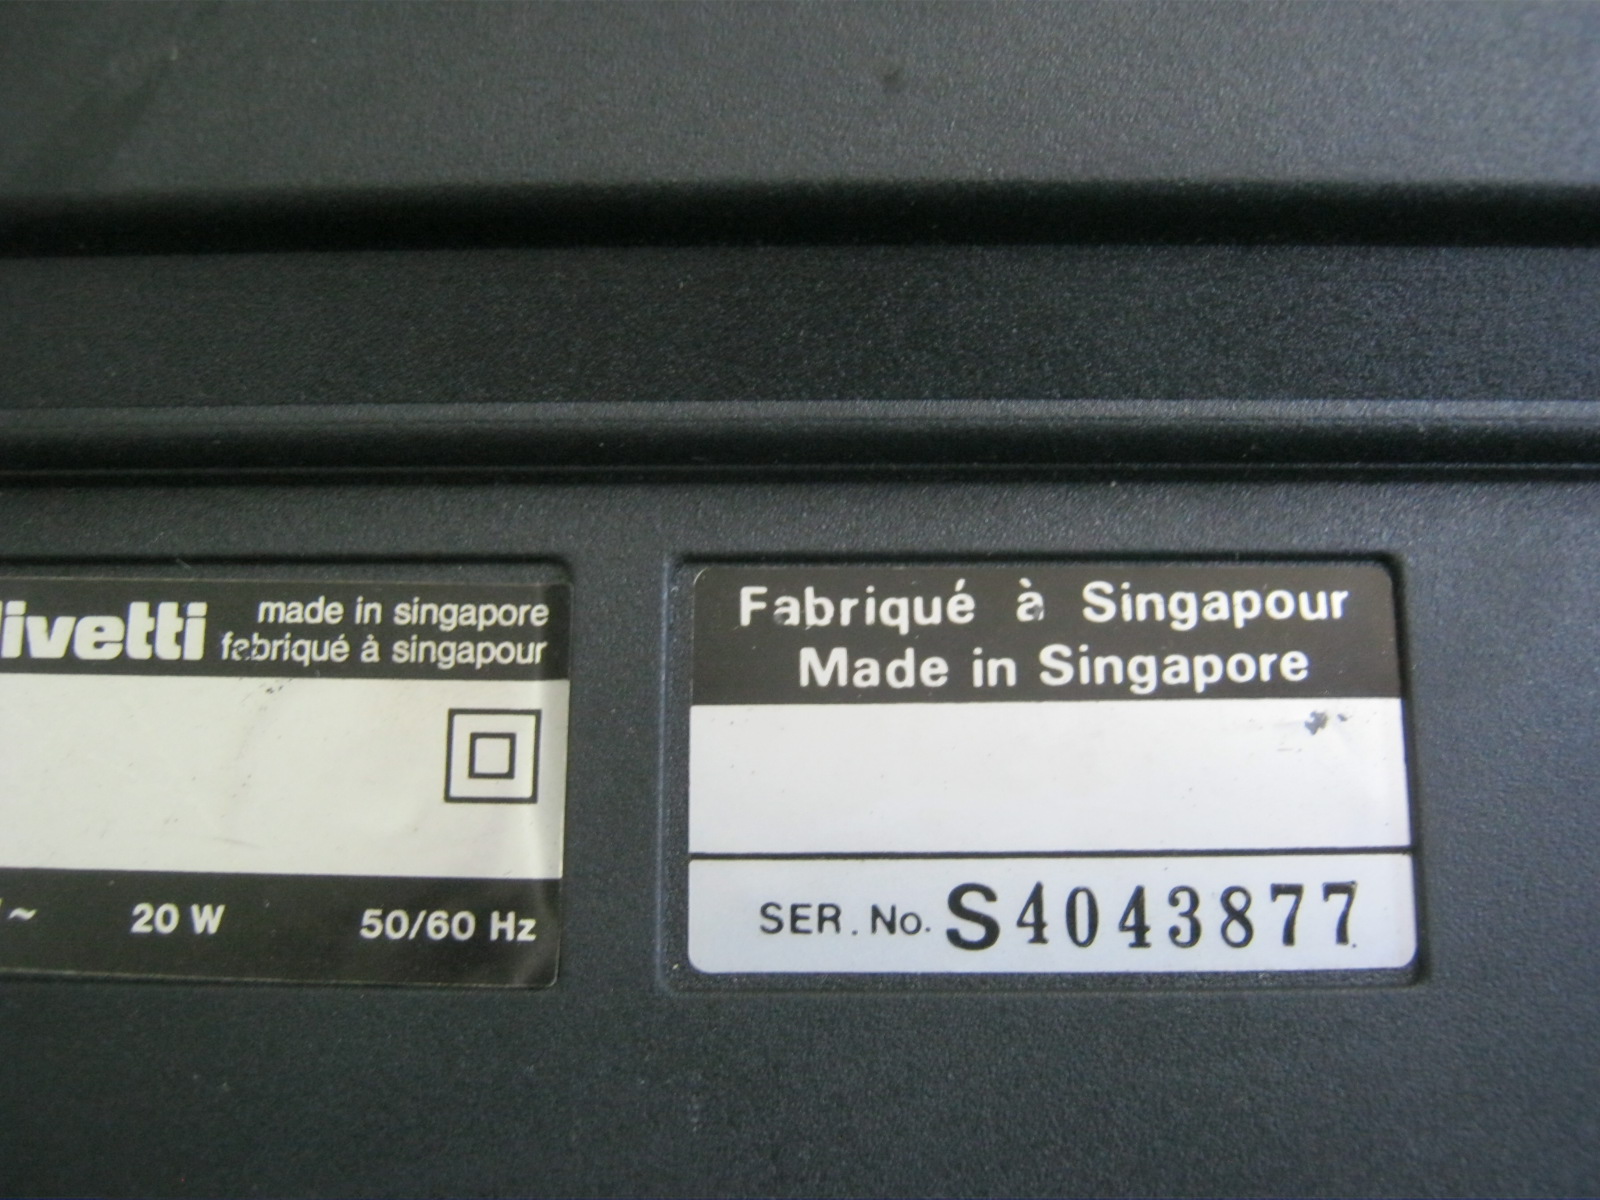 livetti made in singapore
fabriqué à singapour
~ 20 W 50/60 Hz
Fabriqué à Singapour
Made in Singapore
SER. No. S4043877